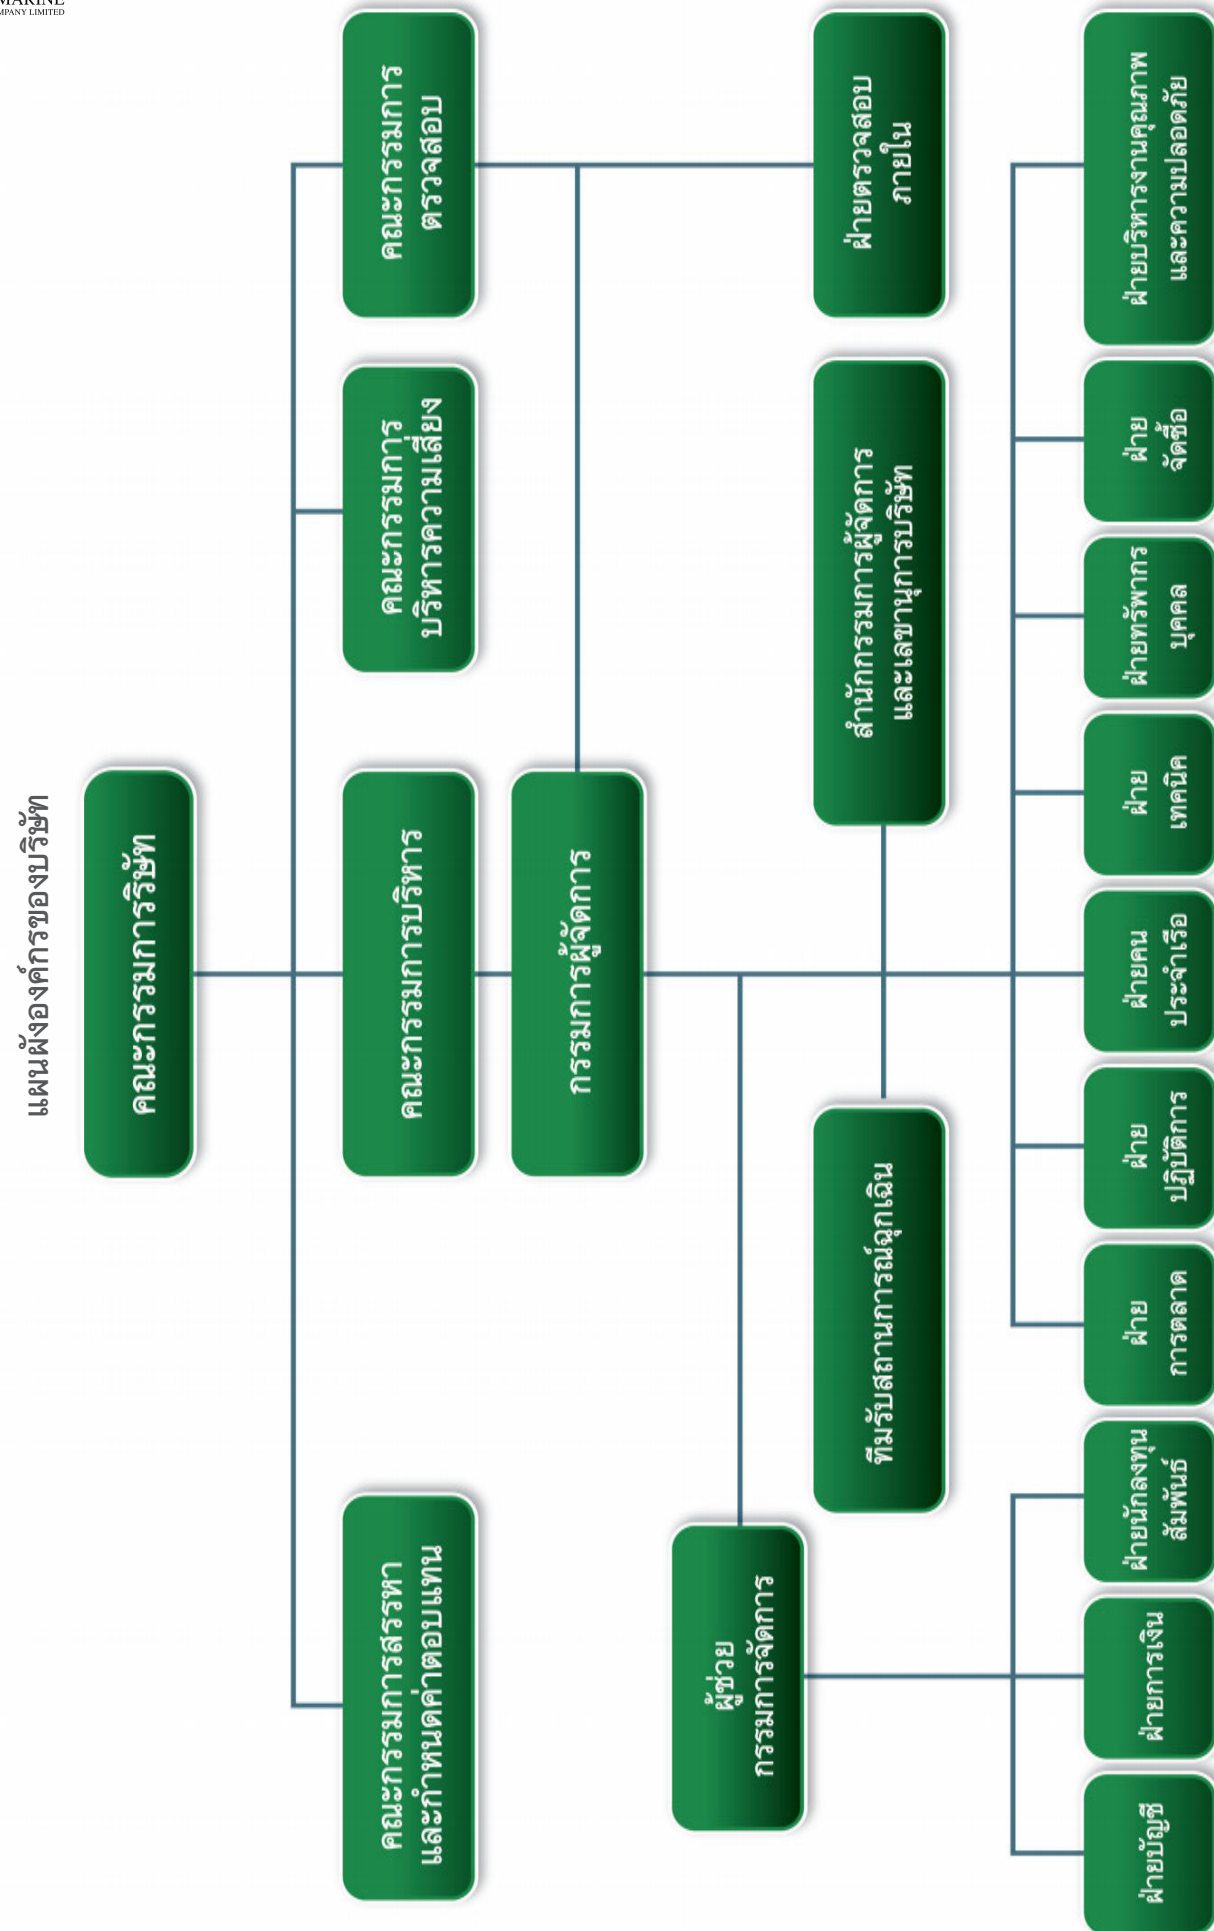 MARINE
MPANY LIMITED
แผนผังองค์กรของบริษัท
คณะกรรมการริษัท
คณะกรรมการสรรหา
และกำหนดค่าตอบแทน
คณะกรรมการบริหาร
คณะกรรมการ
บริหารความเสี่ยง
คณะกรรมการ
ตรวจสอบ
กรรมการผู้จัดการ
ผู้ช่วย
กรรมการจัดการ
ทีมรับสถานการณ์ฉุกเฉิน
สำนักกรรมการผู้จัดการ
และเลขานุการบริษัท
ฝ่ายตรวจสอบ
ภายใน
ฝ่ายบัญชี
ฝ่ายการเงิน
ฝ่ายนักลงทุน
สัมพันธ์
ฝ่าย
การตลาด
ฝ่าย
ปฏิบัติการ
ฝ่ายคน
ประจำเรือ
ฝ่าย
เทคนิค
ฝ่ายทรัพากร
บุคคล
ฝ่าย
จัดซื้อ
ฝ่ายบริหารงานคุณภาพ
และความปลอดภัย